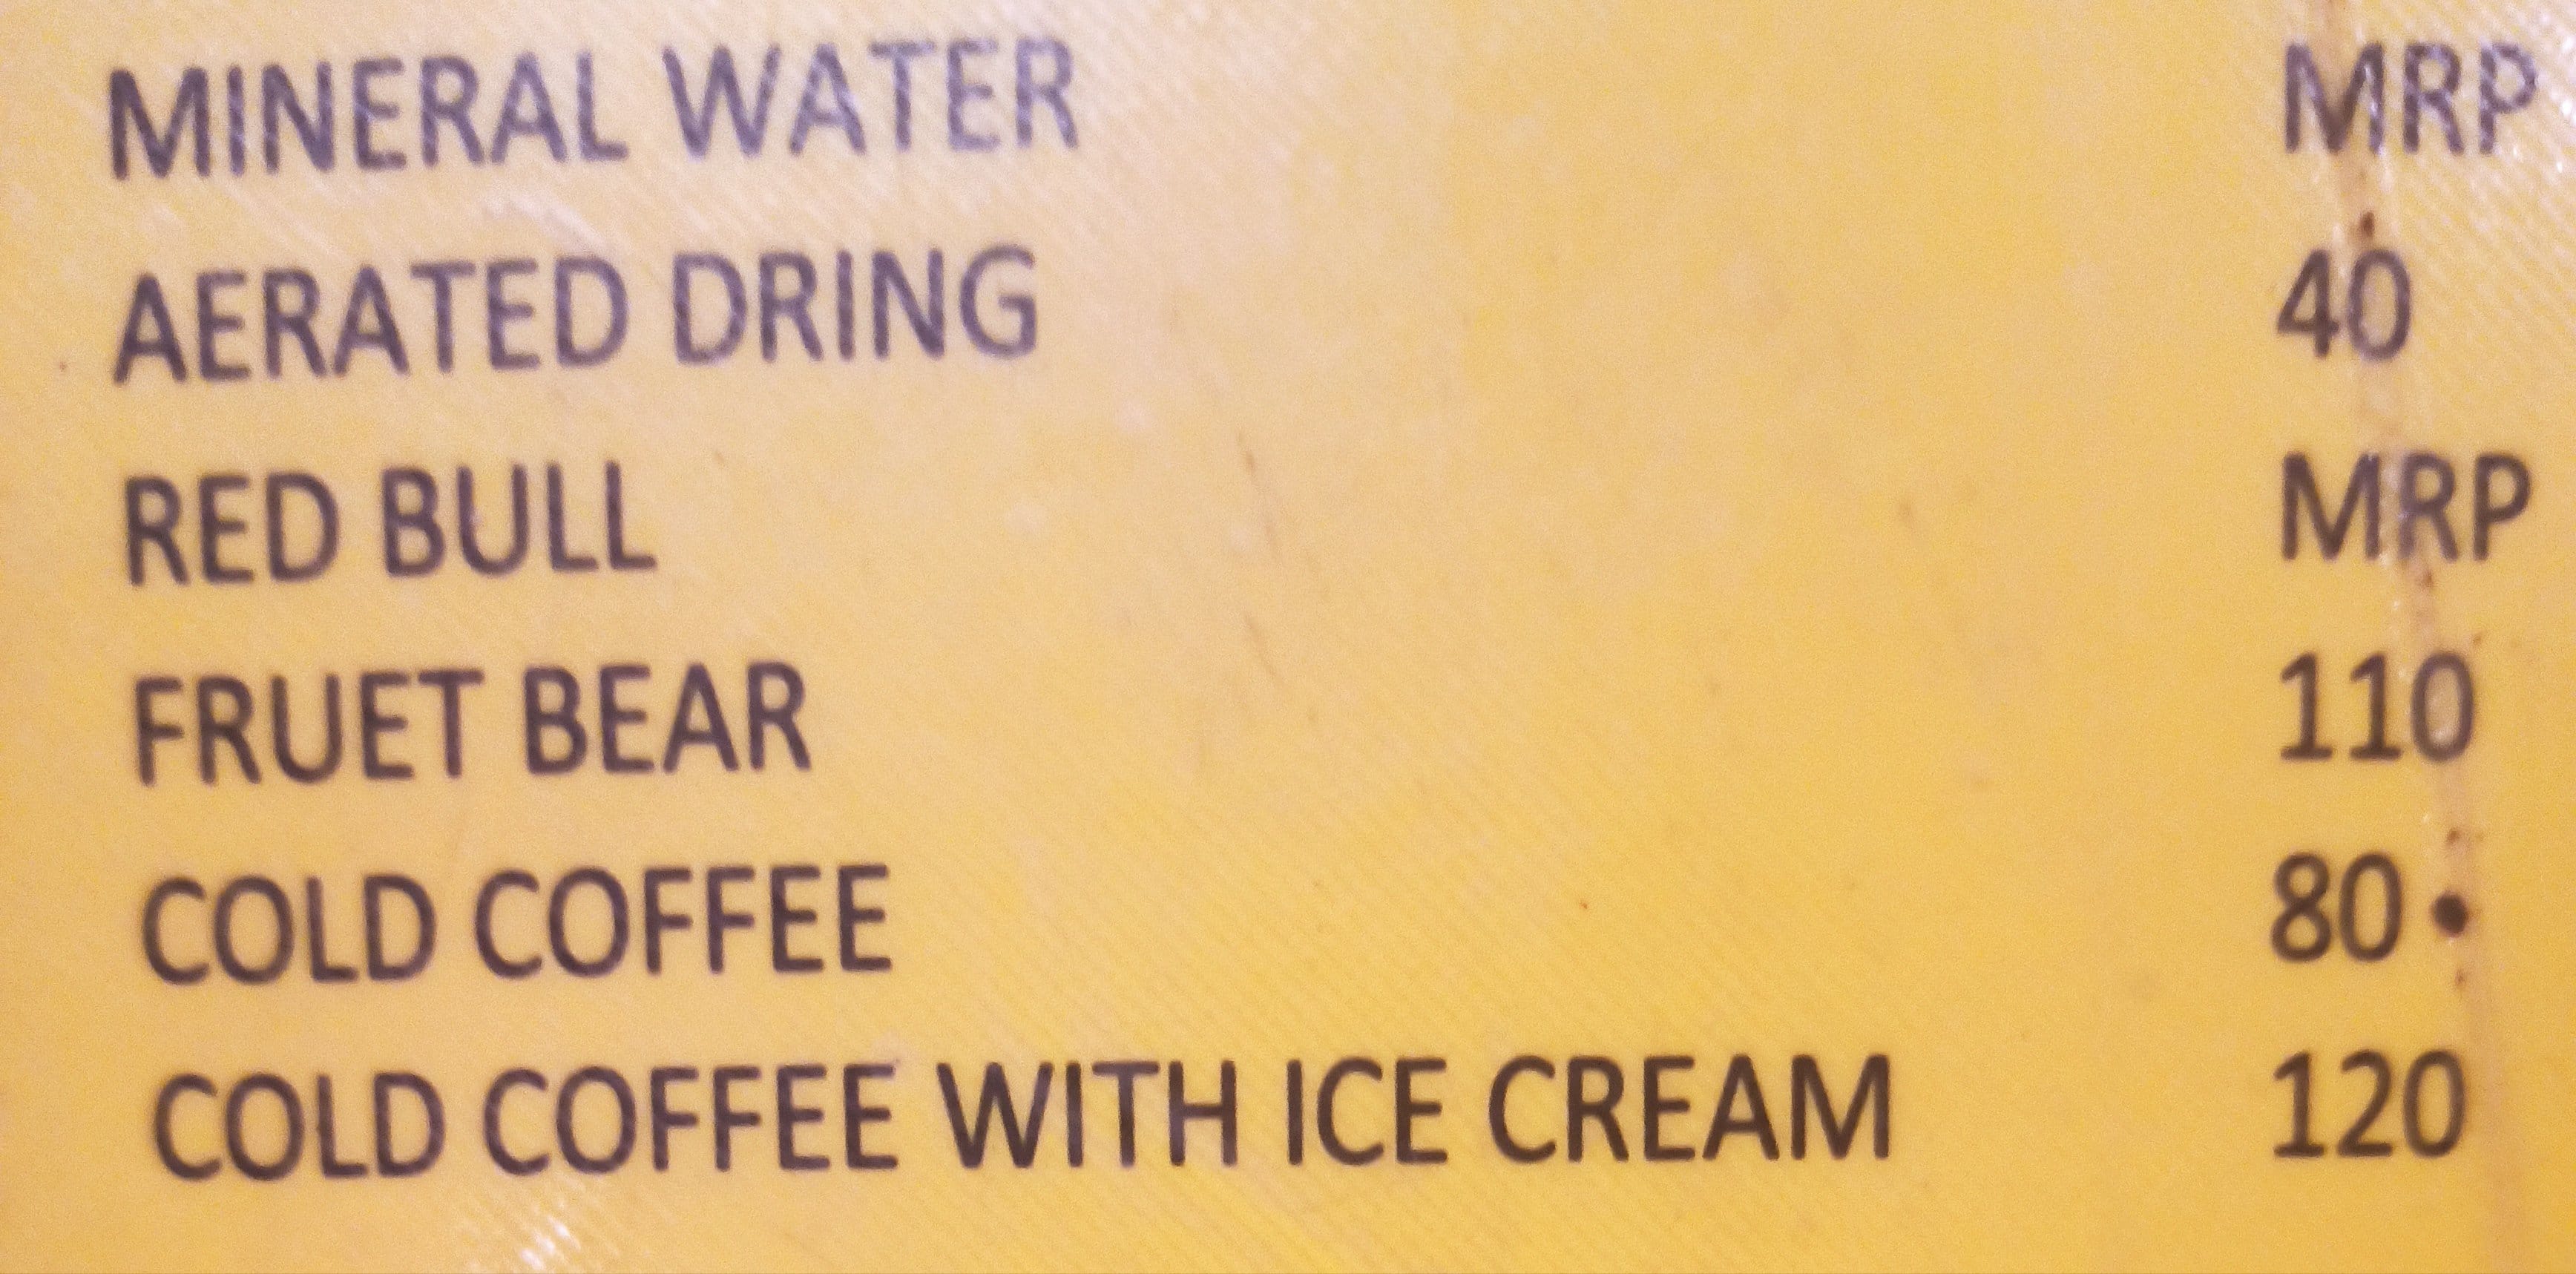 MINERAL WATER MRP
AERATED DRING 40
RED BULL MRP
FRUET BEAR 110
COLD COFFEE 80
COLD COFFEE WITH ICE CREAM 120